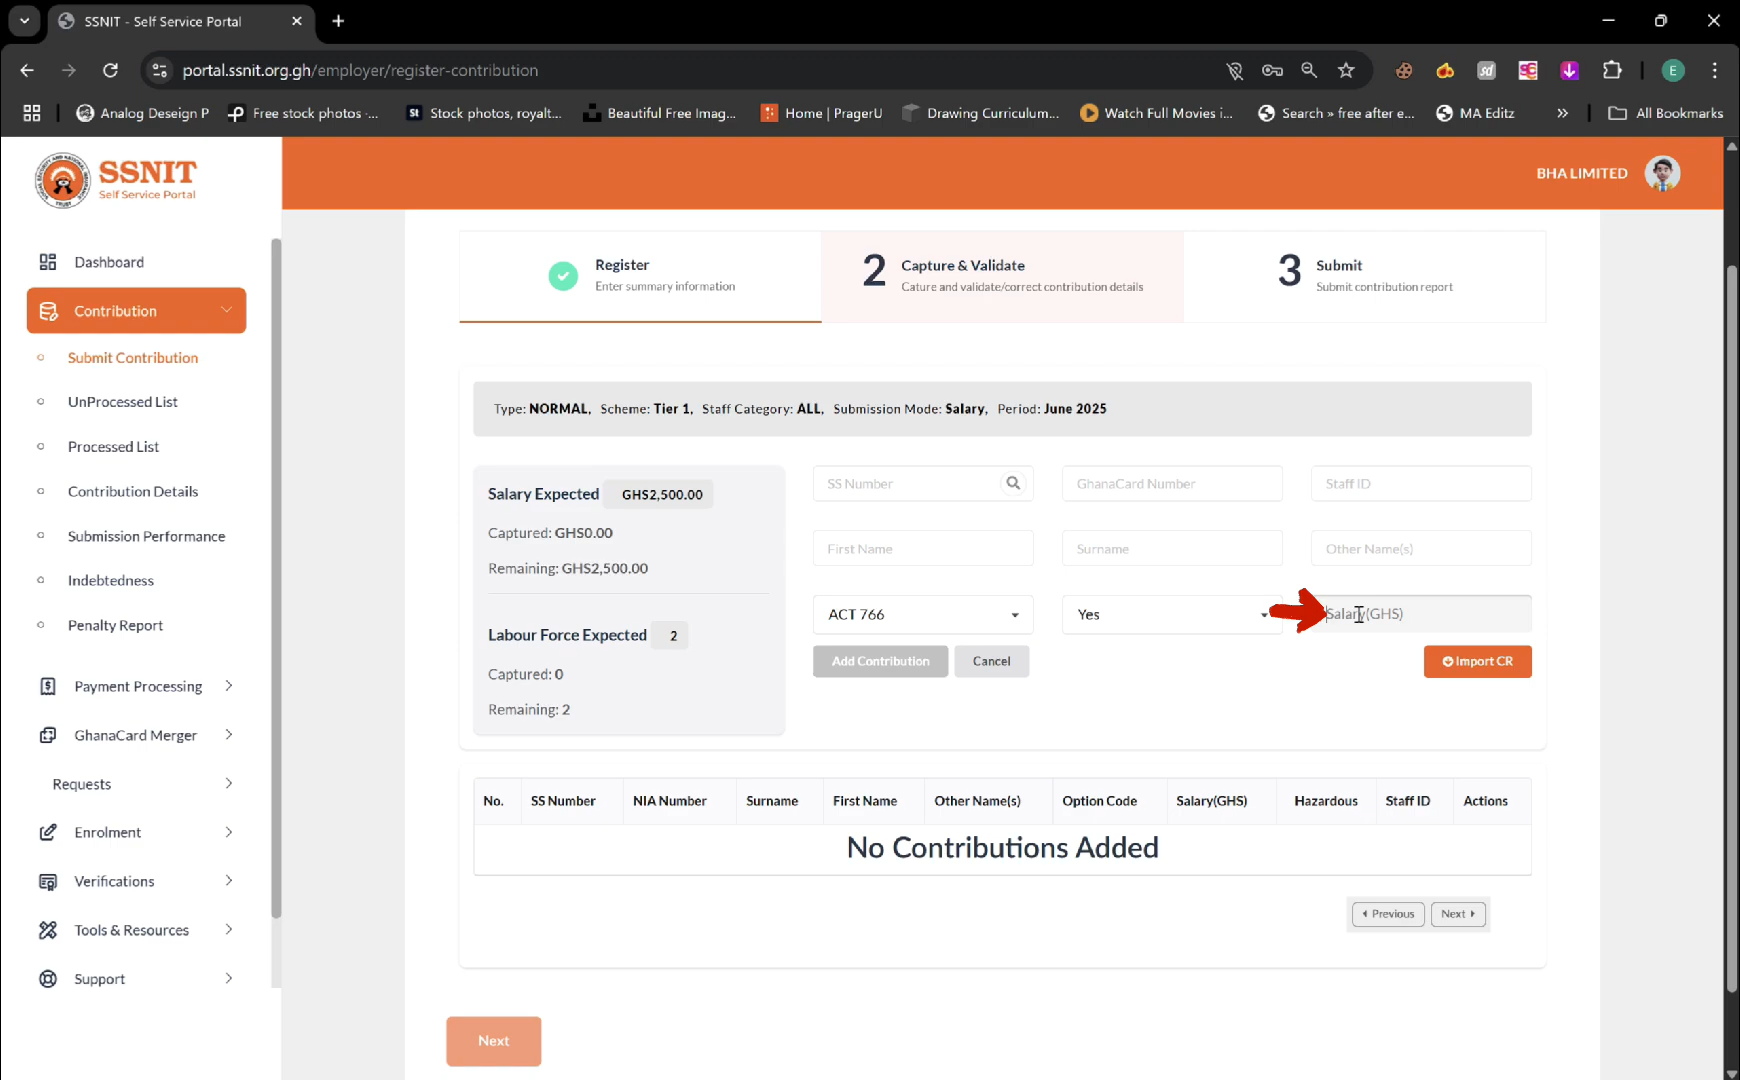 SSNIT - Self Service Portal
portal.ssnit.org.gh/employer/register-contribution
E
Analog Deseign P
Free stock photos -...
St Stock photos, royalt...
Beautiful Free Imag...
Home | PragerU
Drawing Curriculum...
Watch Full Movies i...
Search » free after e...
MA Editz
»
All Bookmarks
SSNIT
Self Service Portal
BHA LIMITED
Dashboard
Contribution
Submit Contribution
UnProcessed List
Processed List
Contribution Details
Submission Performance
Indebtedness
Penalty Report
Payment Processing
GhanaCard Merger
Requests
Enrolment
Verifications
Tools & Resources
Support
Register
Enter summary information
2
Capture & Validate
Cature and validate/correct contribution details
3
Submit
Submit contribution report
Type: NORMAL, Scheme: Tier 1, Staff Category: ALL, Submission Mode: Salary, Period: June 2025
Salary Expected GHS2,500.00
Captured: GHS0.00
Remaining: GHS2,500.00
Labour Force Expected 2
Captured: 0
Remaining: 2
SS Number
GhanaCard Number
Staff ID
First Name
Surname
Other Name(s)
ACT 766
Yes
Salary(GHS)
Add Contribution
Cancel
Import CR
No. SS Number NIA Number Surname First Name Other Name(s) Option Code Salary(GHS) Hazardous Staff ID Actions
No Contributions Added
Previous
Next
Next